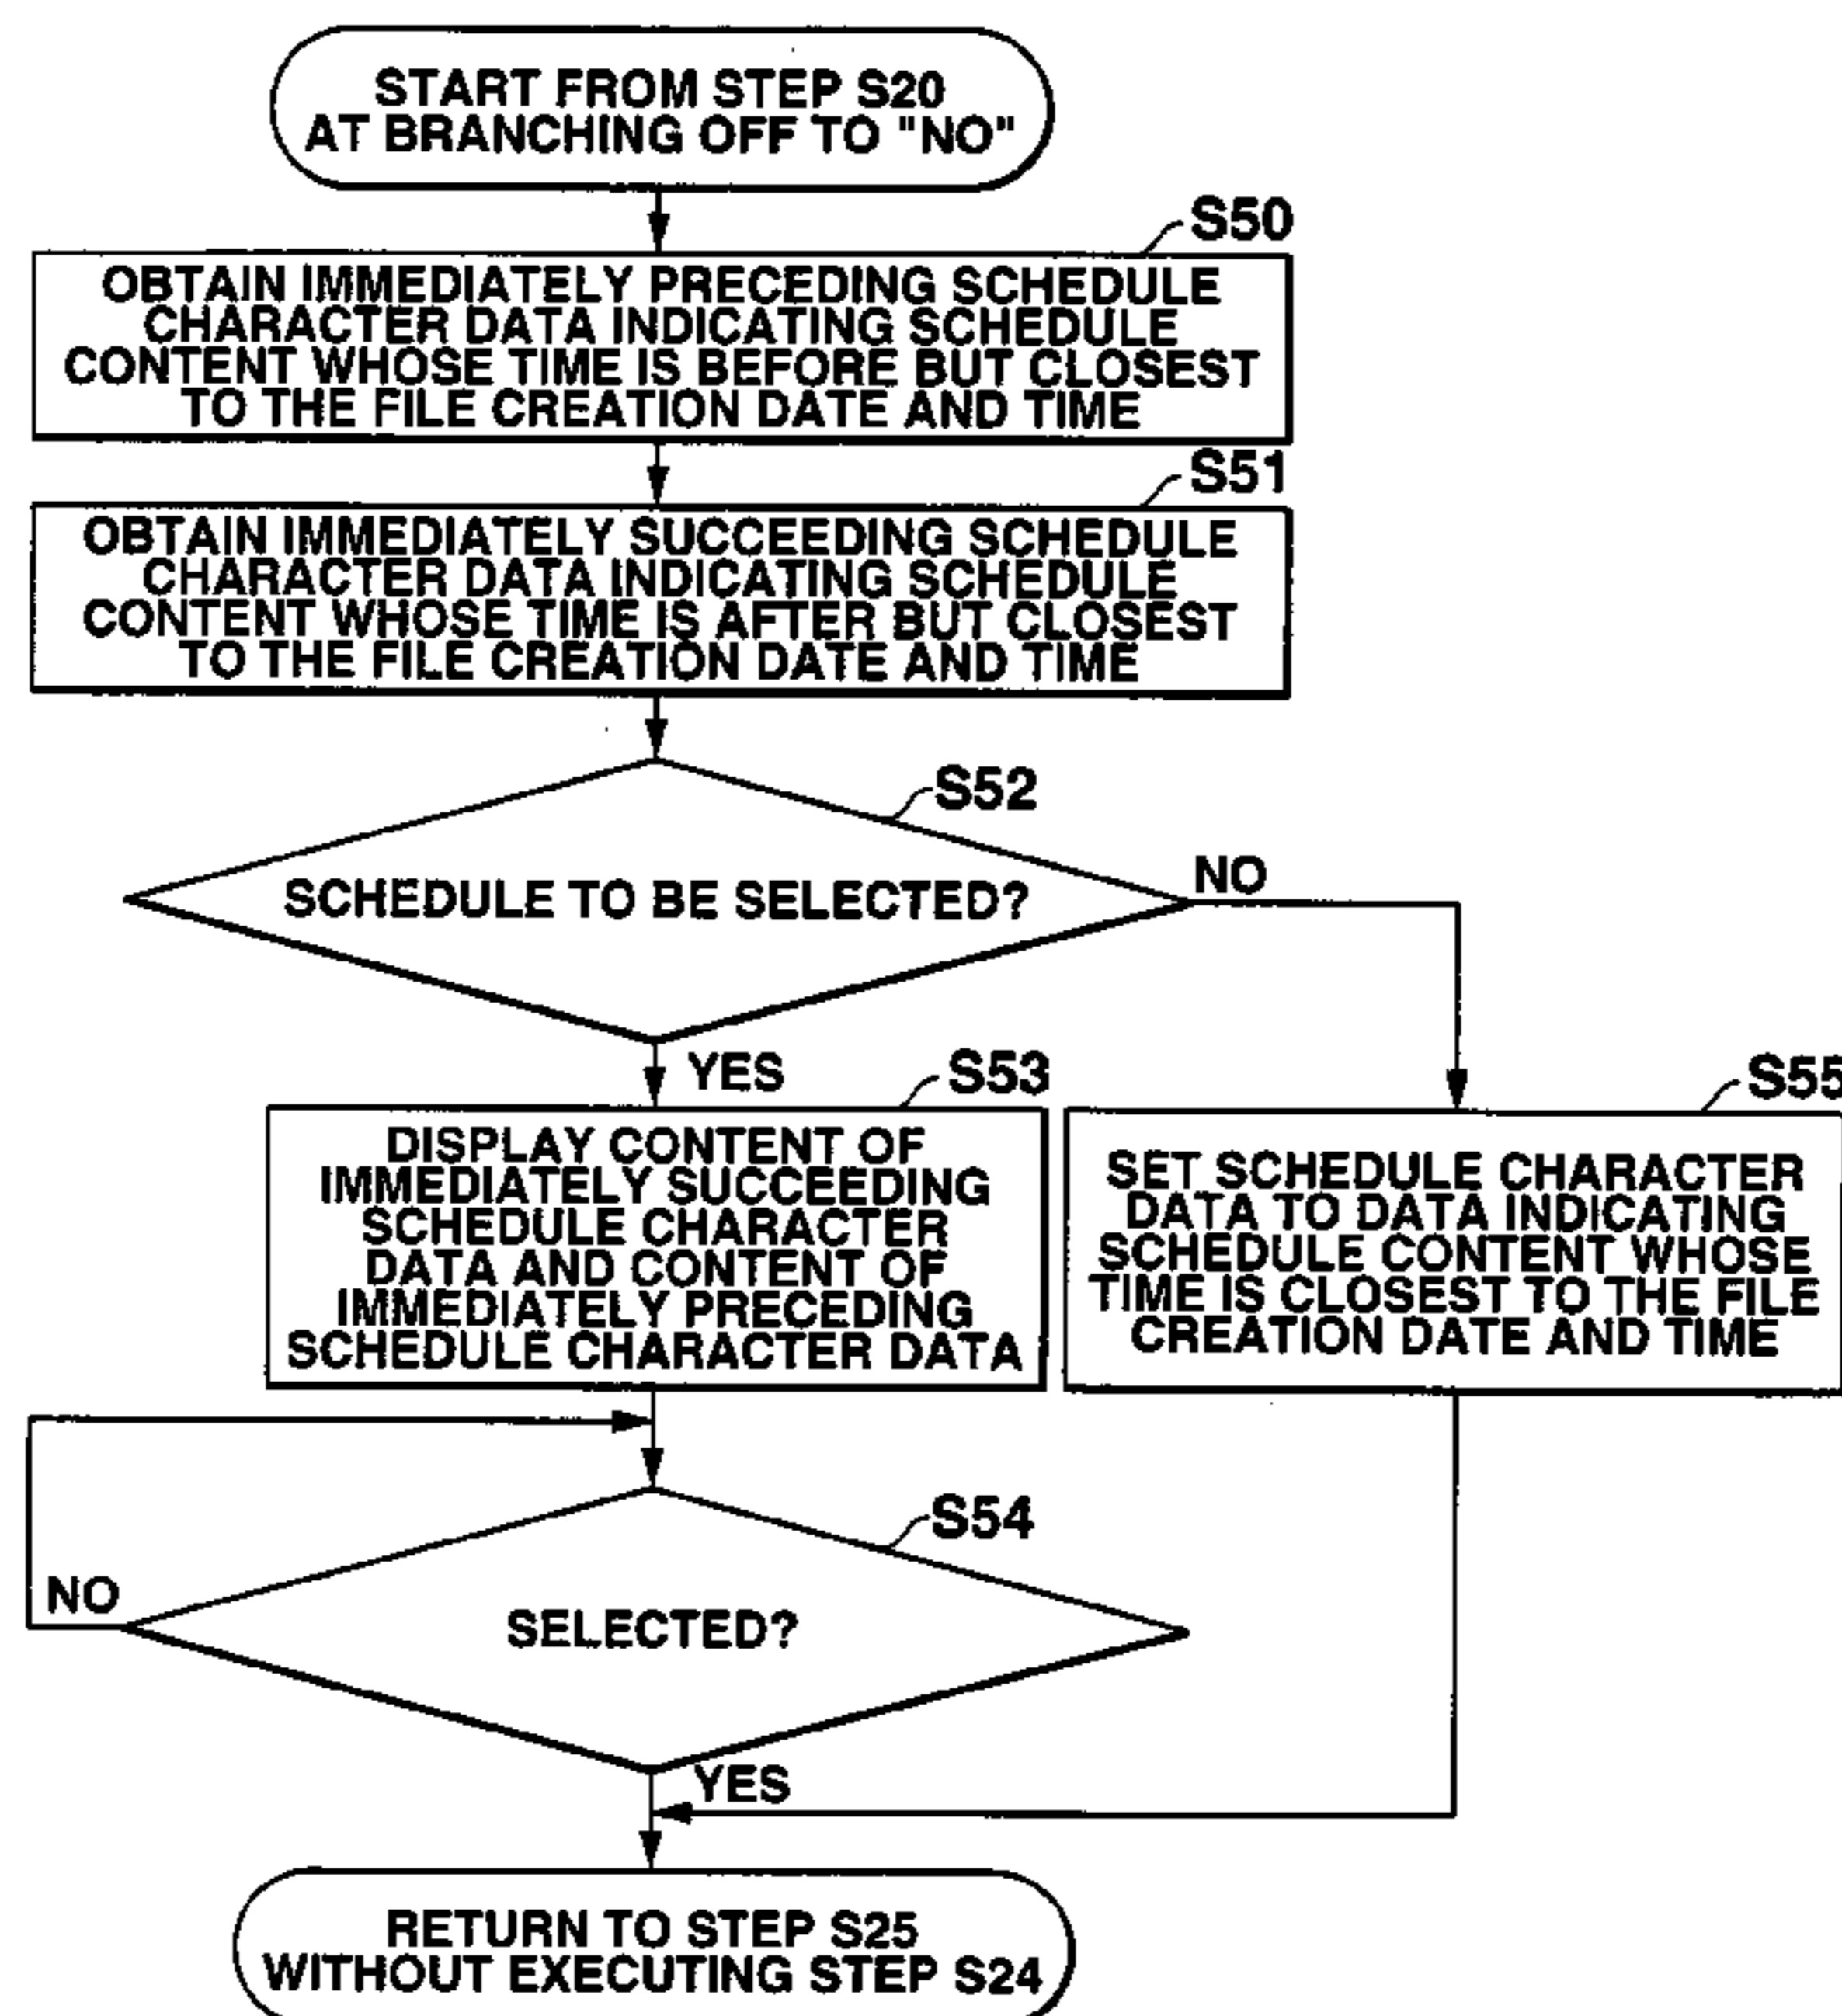 START FROM STEP S20
AT BRANCHING OFF TO "NO"
S50
OBTAIN IMMEDIATELY PRECEDING SCHEDULE
CHARACTER DATA INDICATING SCHEDULE
CONTENT WHOSE TIME IS BEFORE BUT CLOSEST
TO THE FILE CREATION DATE AND TIME
S51
OBTAIN IMMEDIATELY SUCCEEDING SCHEDULE
CHARACTER DATA INDICATING SCHEDULE
CONTENT WHOSE TIME IS AFTER BUT CLOSEST
TO THE FILE CREATION DATE AND TIME
S52
SCHEDULE TO BE SELECTED?
NO
YES
S53
DISPLAY CONTENT OF
IMMEDIATELY SUCCEEDING
SCHEDULE CHARACTER
DATA AND CONTENT OF
IMMEDIATELY PRECEDING
SCHEDULE CHARACTER DATA
S55
SET SCHEDULE CHARACTER
DATA TO DATA INDICATING
SCHEDULE CONTENT WHOSE
TIME IS CLOSEST TO THE FILE
CREATION DATE AND TIME
S54
NO
SELECTED?
YES
RETURN TO STEP S25
WITHOUT EXECUTING STEP S24